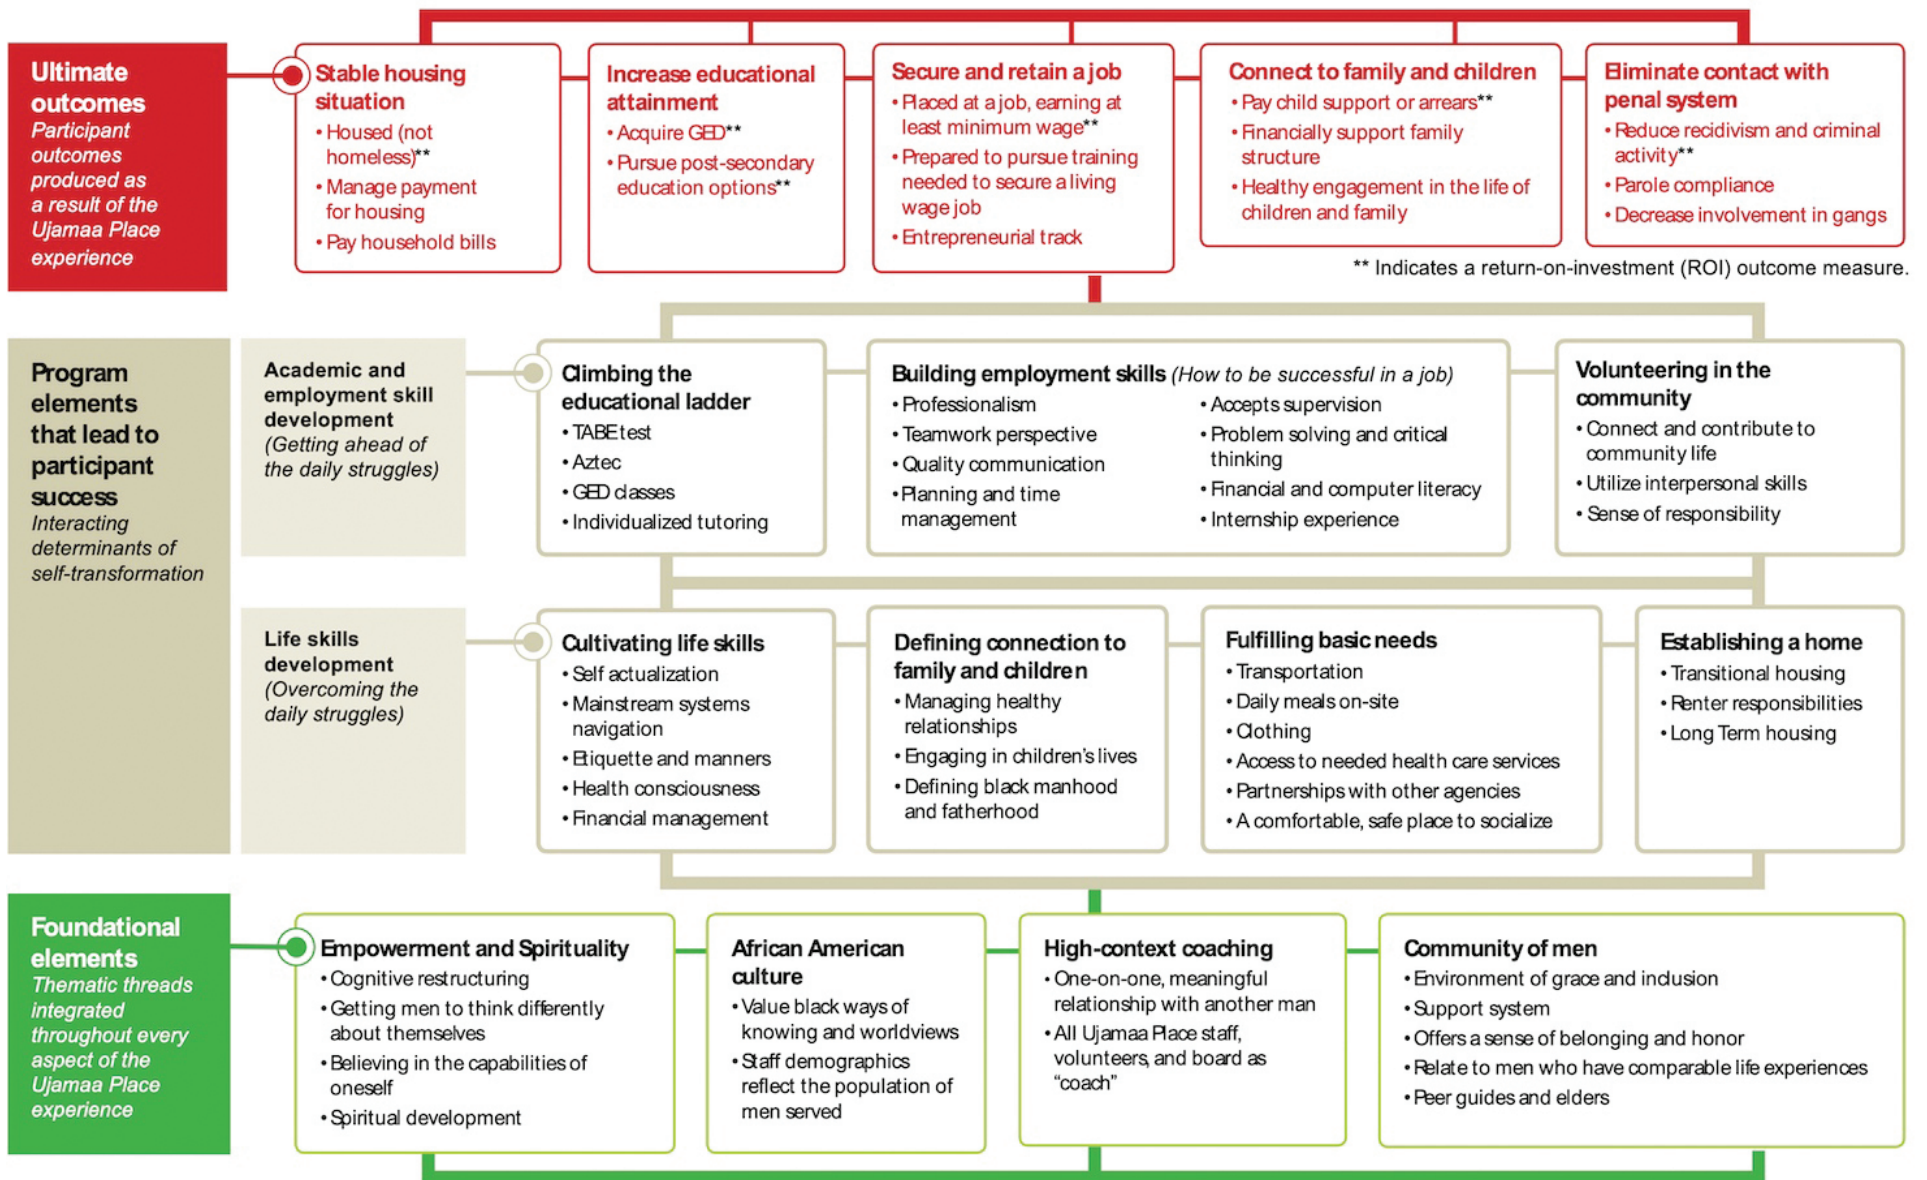 Ultimate
outcomes
Participant
outcomes
produced as
a result of the
Ujamaa Place
experience
Stable housing
situation
• Housed (not
homeless)**
• Manage payment
for housing
• Pay household bills
Increase educational
attainment
• Acquire GED**
• Pursue post-secondary
education options**
Secure and retain a job
• Placed at a job, earning at
least minimum wage**
• Prepared to pursue training
needed to secure a living
wage job
• Entrepreneurial track
Connect to family and children
• Pay child support or arrears**
• Financially support family
structure
• Healthy engagement in the life of
children and family
Eliminate contact with
penal system
• Reduce recidivism and criminal
activity**
• Parole compliance
• Decrease involvement in gangs
** Indicates a return-on-investment (ROI) outcome measure.
Program
elements
that lead to
participant
success
Interacting
determinants of
self-transformation
Academic and
employment skill
development
(Getting ahead of
the daily struggles)
Climbing the
educational ladder
• TABE test
• Aztec
• GED classes
• Individualized tutoring
Building employment skills (How to be successful in a job)
• Professionalism
• Teamwork perspective
• Quality communication
• Planning and time
management
• Accepts supervision
• Problem solving and critical
thinking
• Financial and computer literacy
• Internship experience
Volunteering in the
community
• Connect and contribute to
community life
• Utilize interpersonal skills
• Sense of responsibility
Life skills
development
(Overcoming the
daily struggles)
Cultivating life skills
• Self actualization
• Mainstream systems
navigation
• Etiquette and manners
• Health consciousness
• Financial management
Defining connection to
family and children
• Managing healthy
relationships
• Engaging in children's lives
• Defining black manhood
and fatherhood
Fulfilling basic needs
• Transportation
• Daily meals on-site
• Clothing
• Access to needed health care services
• Partnerships with other agencies
• A comfortable, safe place to socialize
Establishing a home
• Transitional housing
• Renter responsibilities
• Long Term housing
Foundational
elements
Thematic threads
integrated
throughout every
aspect of the
Ujamaa Place
experience
Empowerment and Spirituality
• Cognitive restructuring
• Getting men to think differently
about themselves
• Believing in the capabilities of
oneself
• Spiritual development
African American
culture
• Value black ways of
knowing and worldviews
• Staff demographics
reflect the population of
men served
High-context coaching
• One-on-one, meaningful
relationship with another man
• All Ujamaa Place staff,
volunteers, and board as
“coach”
Community of men
• Environment of grace and inclusion
• Support system
• Offers a sense of belonging and honor
• Relate to men who have comparable life experiences
• Peer guides and elders